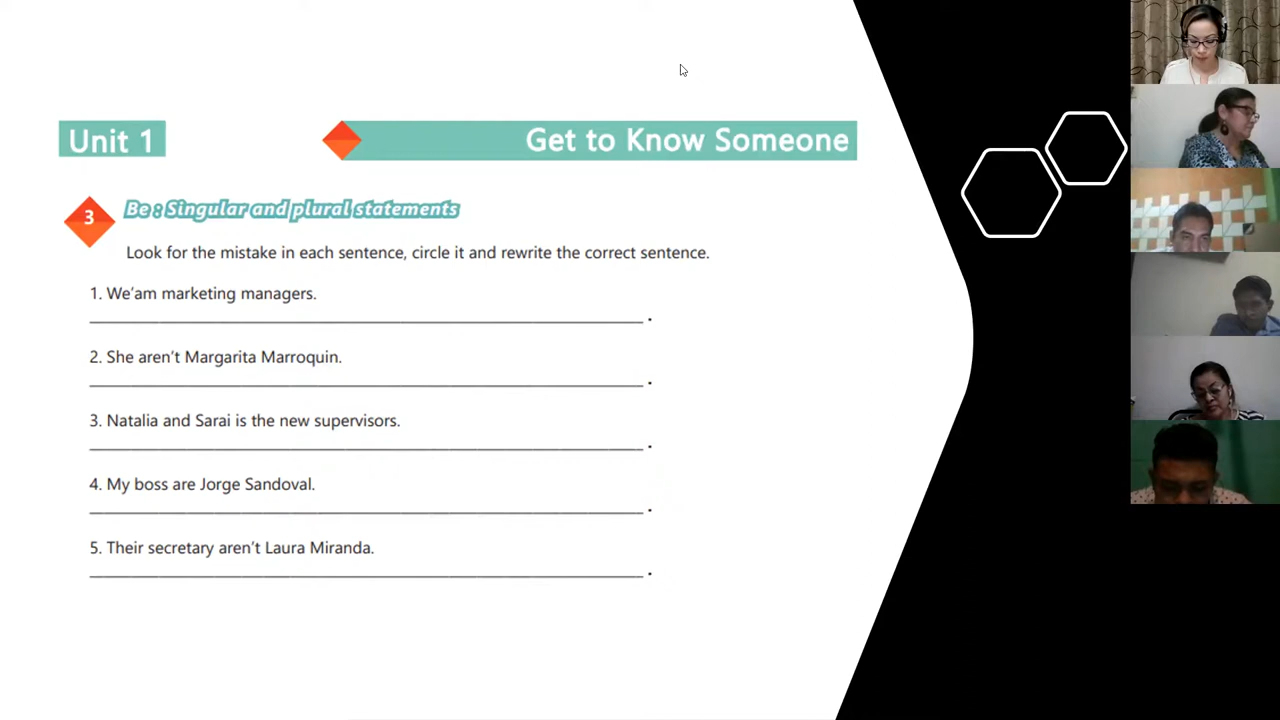 Unit 1
Get to Know Someone
3
Be : Singular and plural statements
Look for the mistake in each sentence, circle it and rewrite the correct sentence.
1. We'am marketing managers.
.
2. She aren't Margarita Marroquin.
.
3. Natalia and Sarai is the new supervisors.
.
4. My boss are Jorge Sandoval.
.
5. Their secretary aren't Laura Miranda.
.